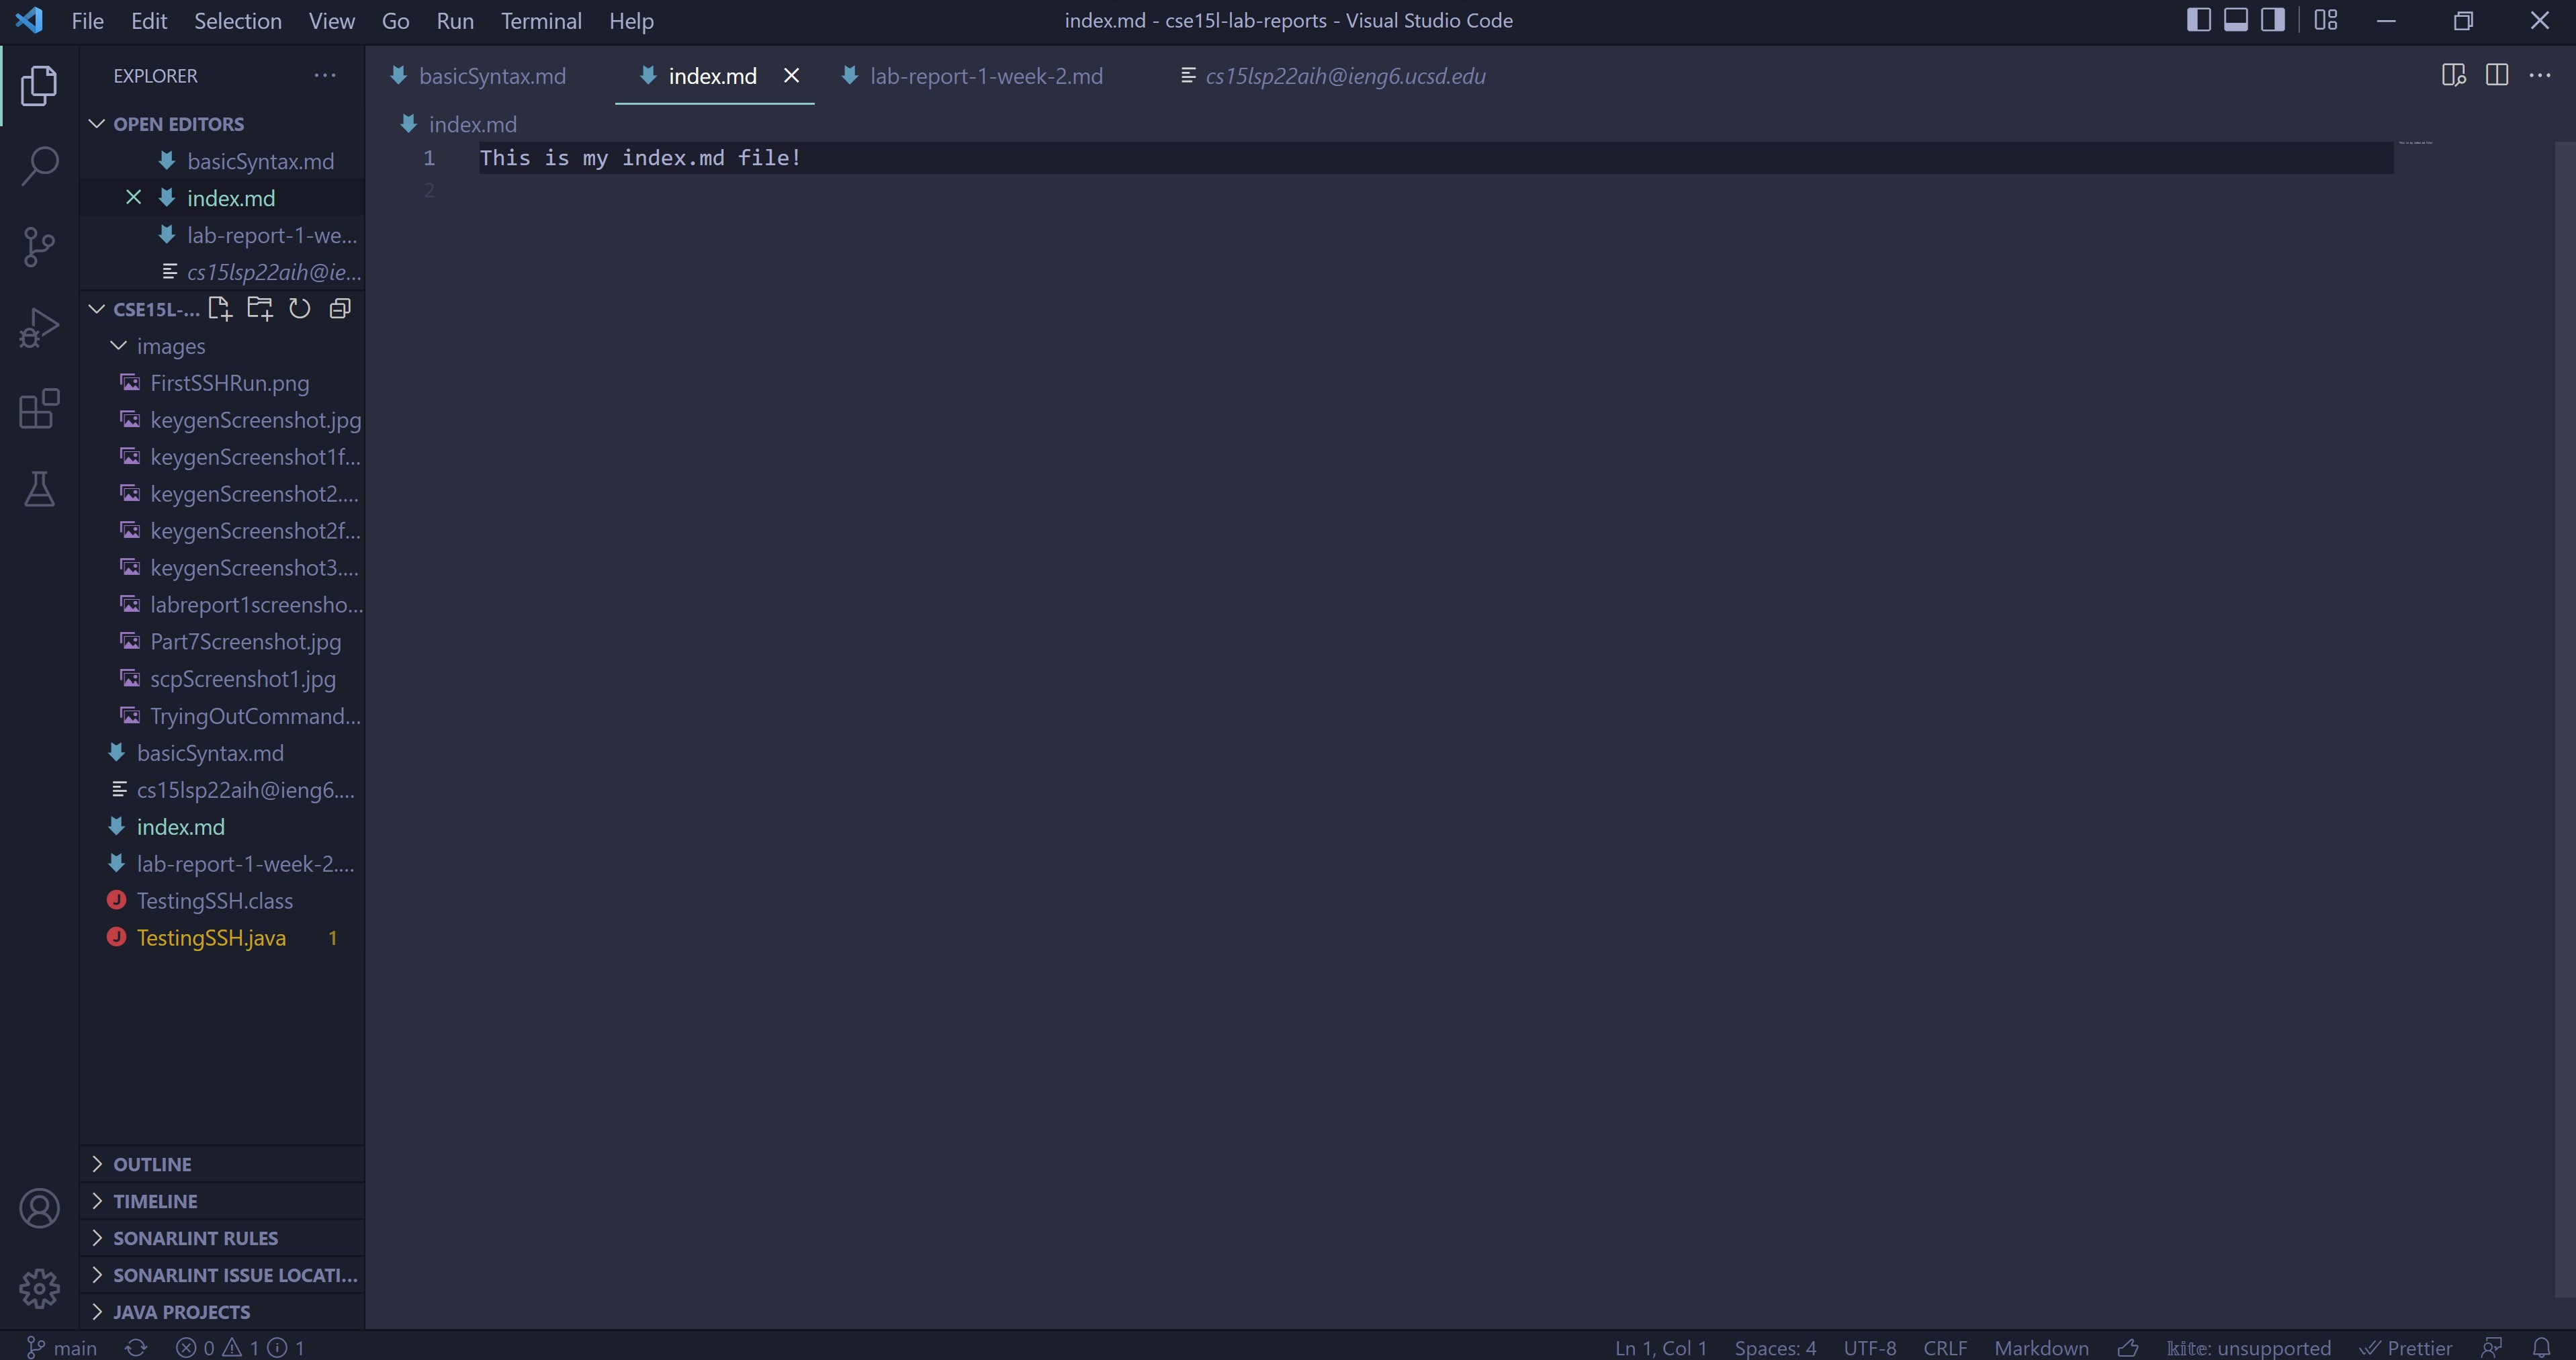 File Edit Selection View Go Run Terminal Help
index.md - cse15l-lab-reports - Visual Studio Code
EXPLORER
OPEN EDITORS
basicSyntax.md
index.md
lab-report-1-we...
cs15lsp22aih@ie...
CSE15L-...
images
FirstSSHRun.png
keygenScreenshot.jpg
keygenScreenshot1f...
keygenScreenshot2....
keygenScreenshot2f...
keygenScreenshot3....
labreport1screensho...
Part7Screenshot.jpg
scpScreenshot1.jpg
TryingOutCommand...
basicSyntax.md
cs15lsp22aih@ieng6....
index.md
lab-report-1-week-2....
TestingSSH.class
TestingSSH.java 1
OUTLINE
TIMELINE
SONARLINT RULES
SONARLINT ISSUE LOCATI...
JAVA PROJECTS
basicSyntax.md index.md lab-report-1-week-2.md cs15lsp22aih@ieng6.ucsd.edu
index.md
1 This is my index.md file!
2
main 0 1 1 Ln 1, Col 1 Spaces: 4 UTF-8 CRLF Markdown kite: unsupported Prettier